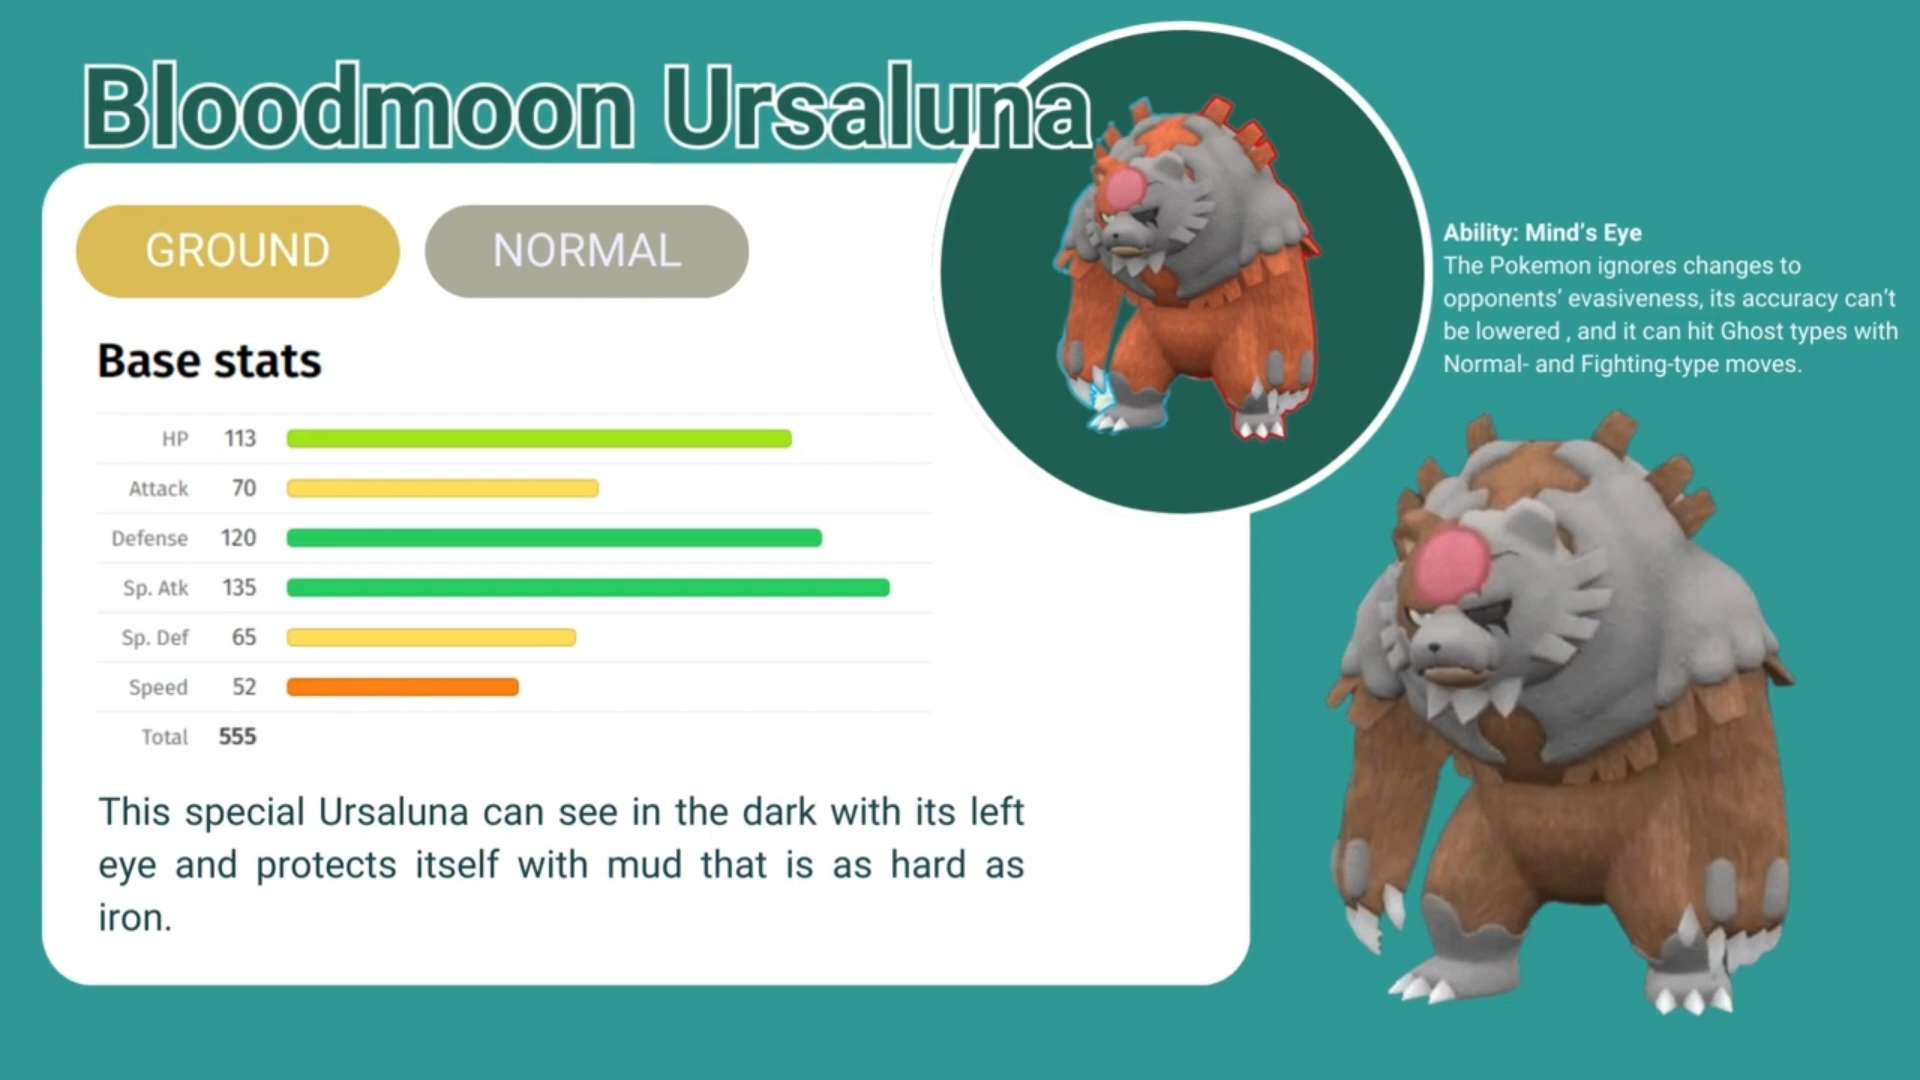 Bloodmoon Ursaluna
GROUND
NORMAL
Base stats
HP 113
Attack 70
Defense 120
Sp. Atk 135
Sp. Def 65
Speed 52
Total 555
This special Ursaluna can see in the dark with its left
eye and protects itself with mud that is as hard as
iron.
Ability: Mind's Eye
The Pokemon ignores changes to
opponents' evasiveness, its accuracy can't
be lowered , and it can hit Ghost types with
Normal- and Fighting-type moves.